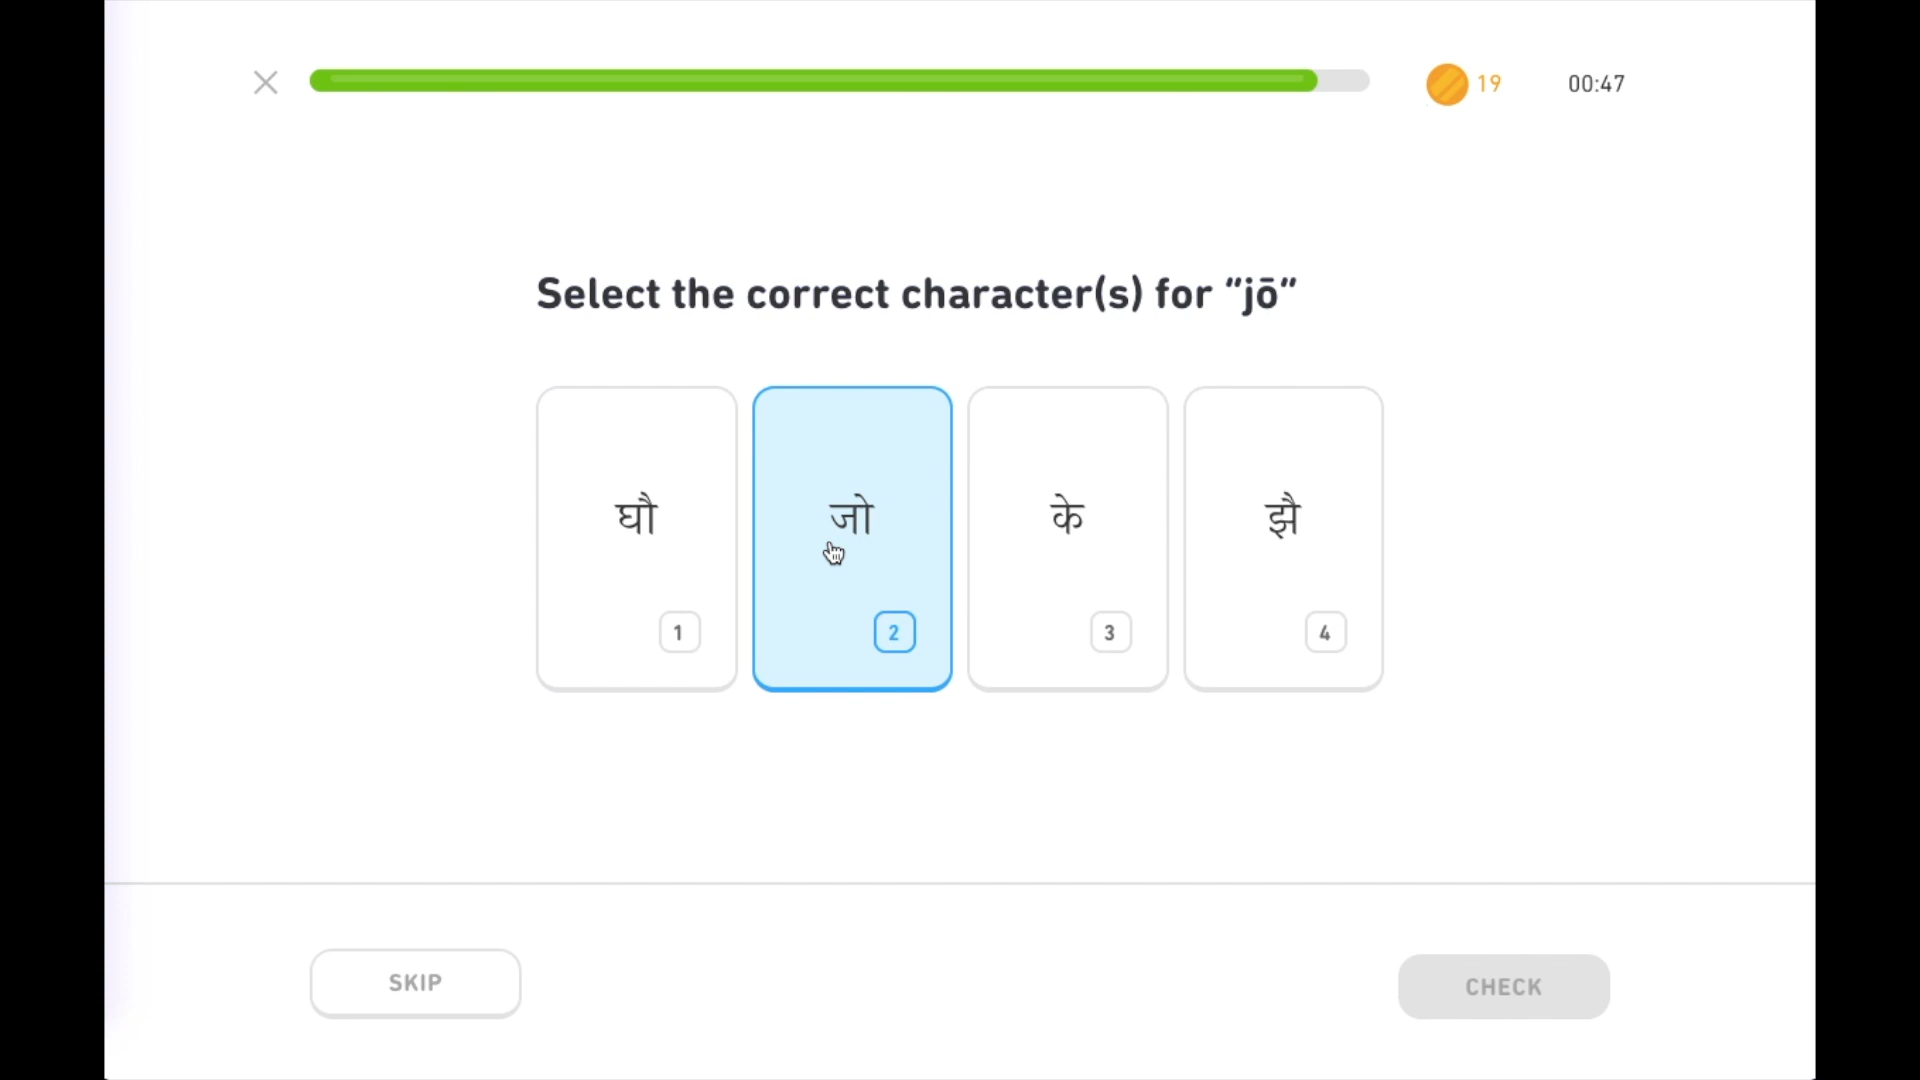 19 00:47
Select the correct character(s) for “jō”
घौ जो के झै
1 2 3 4
SKIP CHECK